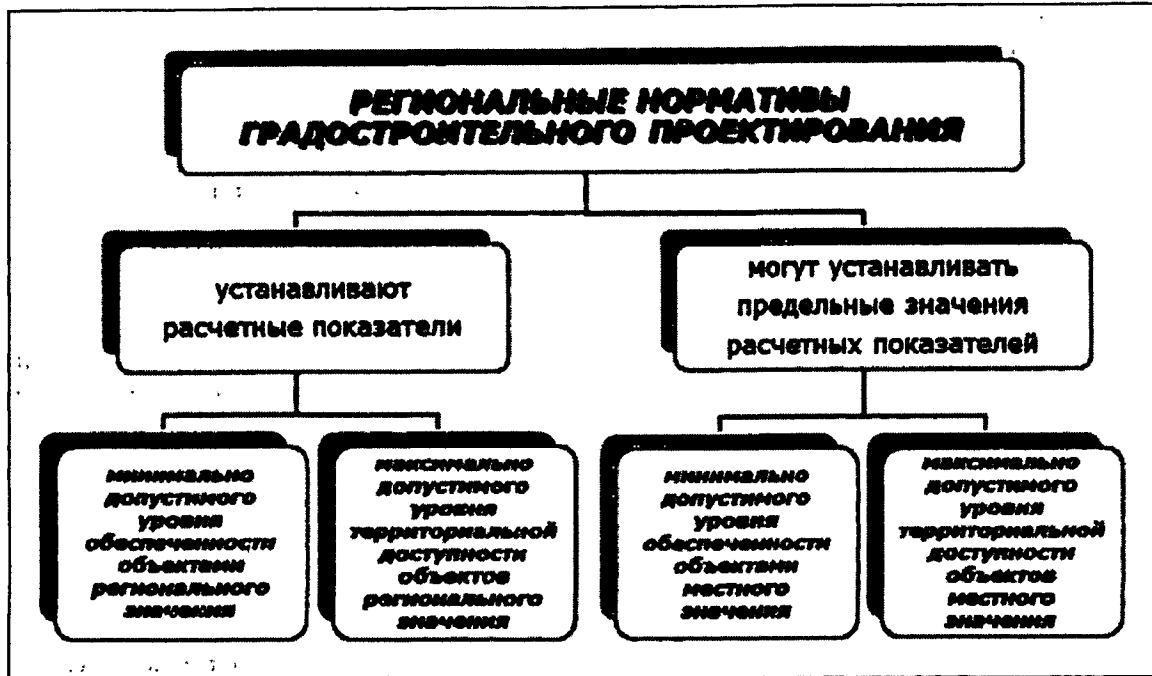 РЕГИОНАЛЬНЫЕ НОРМАТИВЫ
ГРАДОСТРОИТЕЛЬНОГО ПРОЕКТИРОВАНИЯ
устанавливают
расчетные показатели
могут устанавливать
предельные значения
расчетных показателей
минимально
допустимого
уровня
обеспеченности
объектами
регионального
значения
максимально
допустимого
уровня
территориальной
доступности
объектов
регионального
значения
минимально
допустимого
уровня
обеспеченности
объектами
местного
значения
максимально
допустимого
уровня
территориальной
доступности
объектов
местного
значения